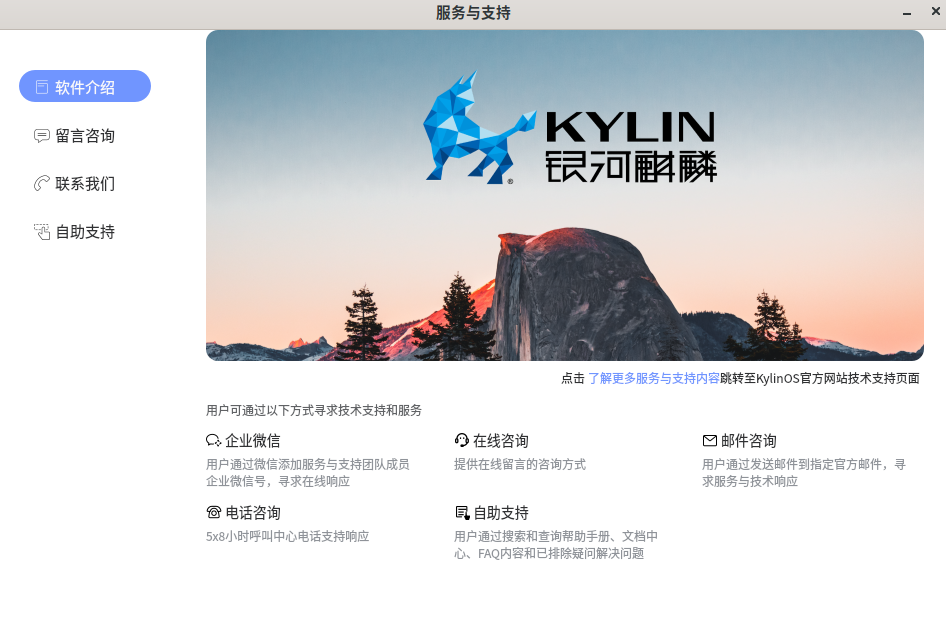 服务与支持
软件介绍
留言咨询
联系我们
自助支持
KYLIN
银河麒麟
®
点击 了解更多服务与支持内容跳转至KylinOS官方网站技术支持页面
用户可通过以下方式寻求技术支持和服务
企业微信
用户通过微信添加服务与支持团队成员
企业微信号，寻求在线响应
在线咨询
提供在线留言的咨询方式
邮件咨询
用户通过发送邮件到指定官方邮件，寻
求服务与技术响应
电话咨询
5x8小时呼叫中心电话支持响应
自助支持
用户通过搜索和查询帮助手册、文档中
心、FAQ内容和已排除疑问解决问题